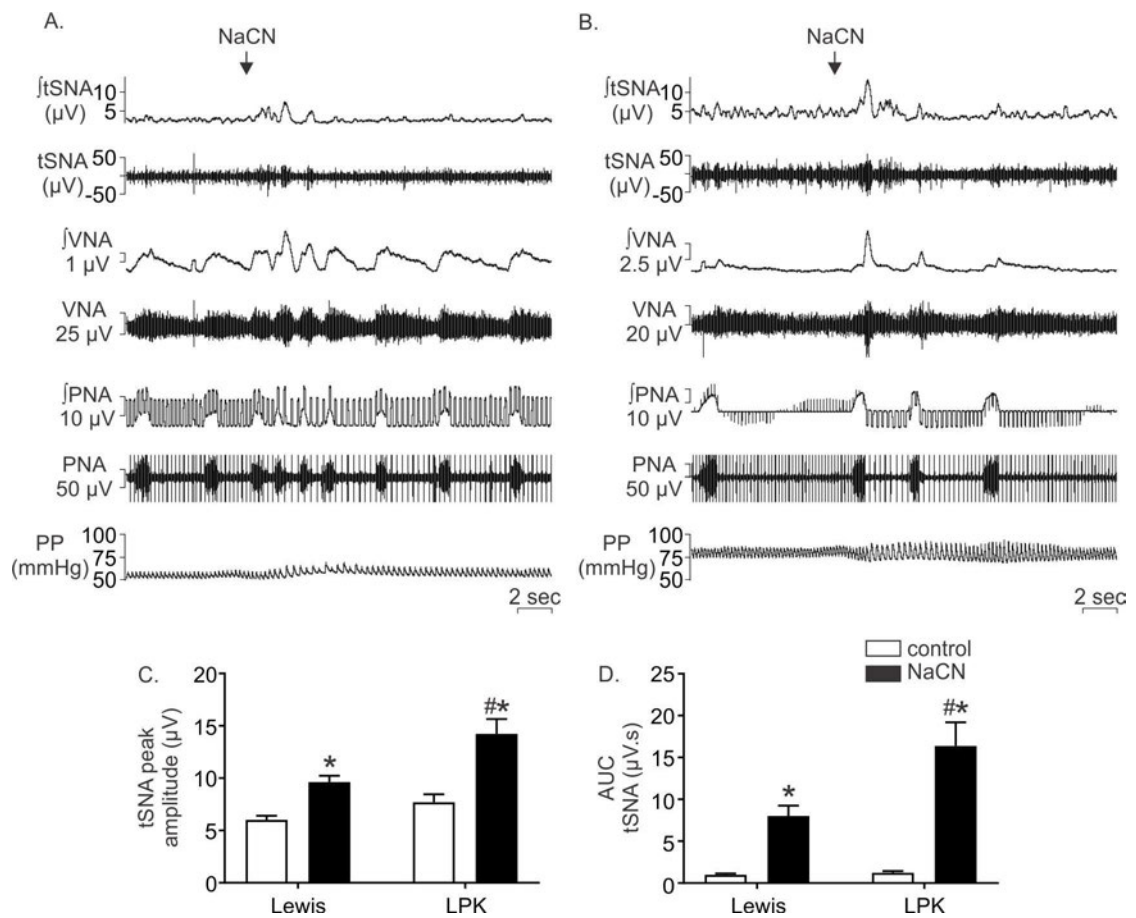 A.
NaCN
∫tSNA
(µV)
10
5
tSNA
(µV)
50
-50
∫VNA
1 µV
VNA
25 µV
∫PNA
10 µV
PNA
50 µV
PP
(mmHg)
100
75
50
2 sec
B.
NaCN
∫tSNA
(µV)
10
5
tSNA
(µV)
50
-50
∫VNA
2.5 µV
VNA
20 µV
∫PNA
10 µV
PNA
50 µV
PP
(mmHg)
100
75
50
2 sec
C.
tSNA peak
amplitude (µV)
20
15
10
5
0
*
#*
Lewis
LPK
control
NaCN
D.
AUC
tSNA (µV.s)
25
20
15
10
5
0
*
#*
Lewis
LPK